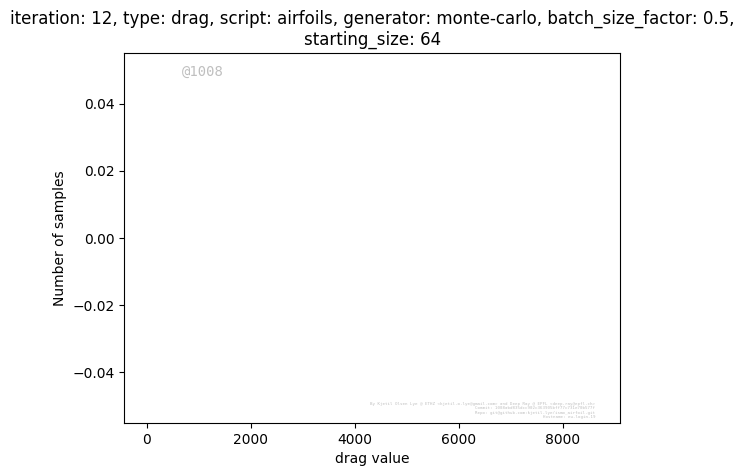 iteration: 12, type: drag, script: airfoils, generator: monte-carlo, batch_size_factor: 0.5,
starting_size: 64
@1008
0.04
0.02
0.00
−0.02
−0.04
Number of samples
0 2000 4000 6000 8000
drag value